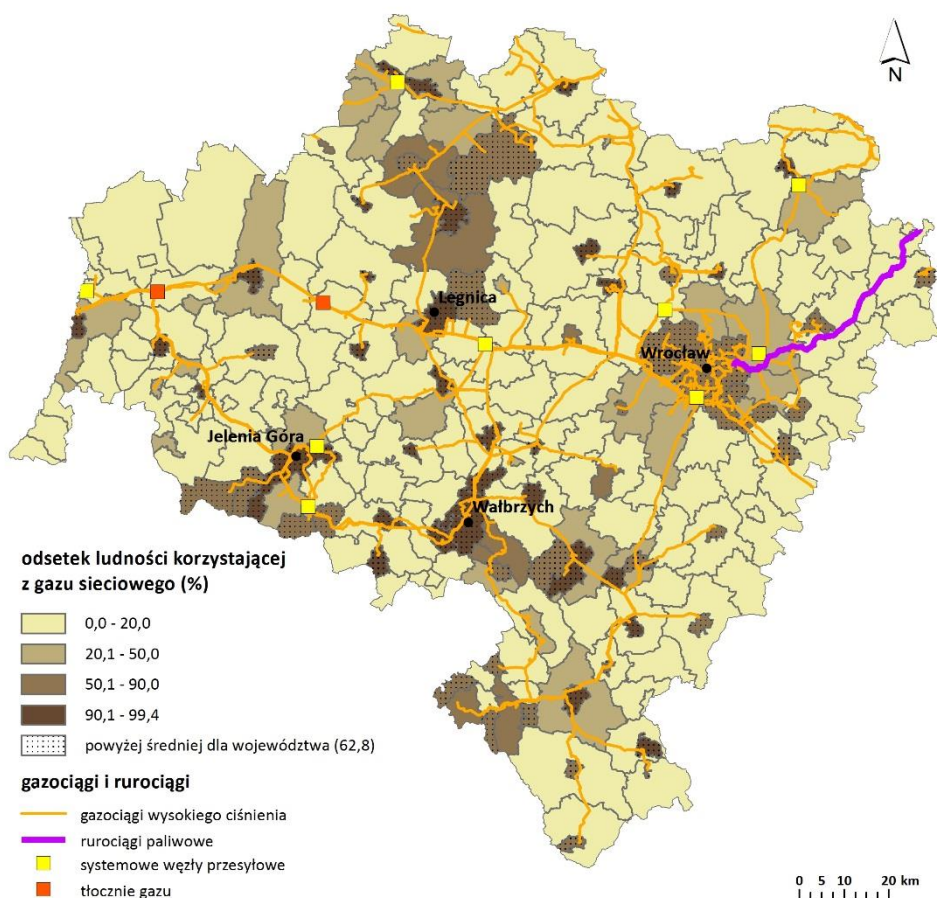 N
Legnica
Wrocław
Jelenia Góra
Wałbrzych
odsetek ludności korzystającej
z gazu sieciowego (%)
0,0 - 20,0
20,1 - 50,0
50,1 - 90,0
90,1 - 99,4
powyżej średniej dla województwa (62,8)
gazociągi i rurociągi
gazociągi wysokiego ciśnienia
rurociągi paliwowe
systemowe węzły przesyłowe
tłocznie gazu
0 5 10 20 km